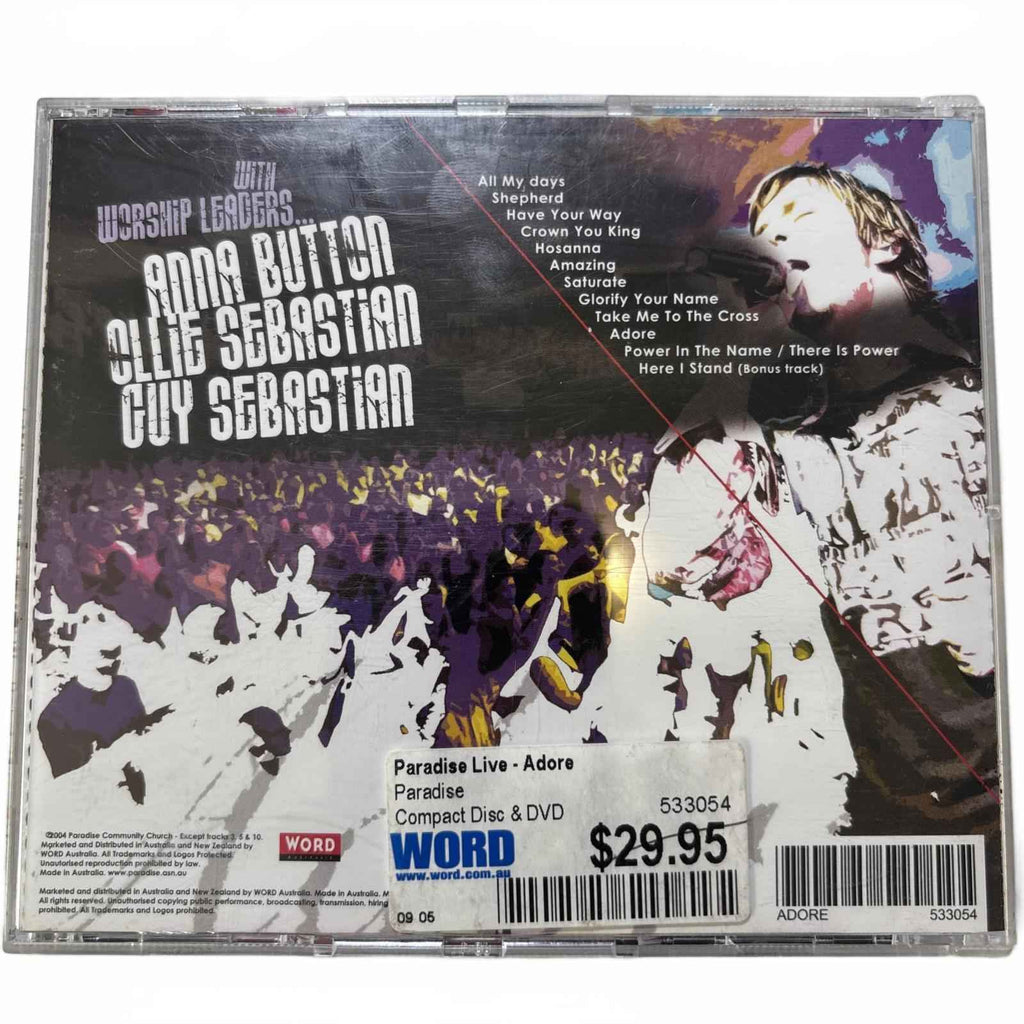 WITH
WORSHIP LEADERS...
ANNA BUTTON
OLLIE SEBASTIAN
GUY SEBASTIAN
All My days
Shepherd
Have Your Way
Crown You King
Hosanna
Amazing
Saturate
Glorify Your Name
Take Me To The Cross
Adore
Power In The Name / There Is Power
Here I Stand (Bonus track)
©2004 Paradise Community Church - Except tracks 3, 5 & 10.
Marketed and Distributed in Australia and New Zealand by
WORD Australia. All Trademarks and Logos Protected.
Unautorised reproduction prohibited by law.
Made in Australia. www.paradise.asn.au
WORD
Australia
Marketed and distributed in Australia and New Zealand by WORD Australia. Made in Australia. M
All rights reserved. Unauthorised copying public performance, broadcasting, transmission, hiring
prohibited. All Trademarks and Logos prohibited.
Paradise Live - Adore
Paradise
Compact Disc & DVD
533054
WORD
$29.95
www.word.com.au
09 05
ADORE
533054